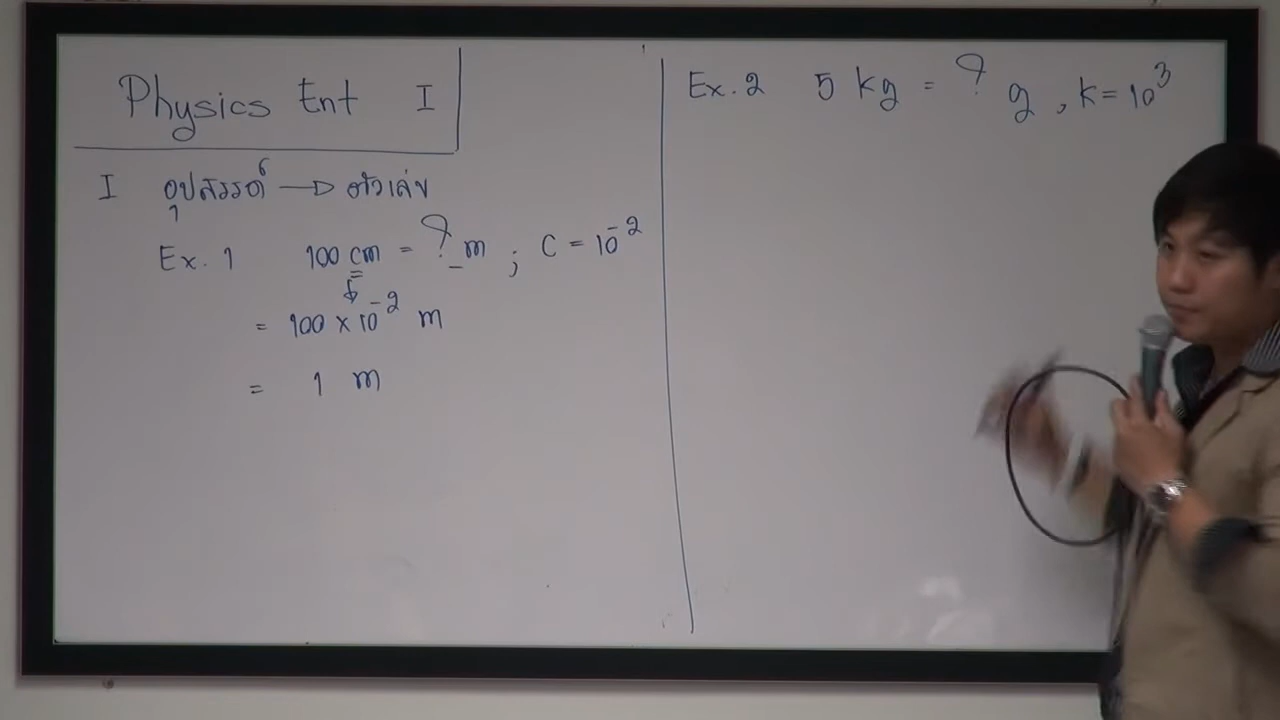 Physics Ent I
I อุปสรรค์ → ตัวเลข
Ex. 1 100 cm = ? m ; c = 10⁻²
= 100 × 10⁻² m
= 1 m
Ex. 2 5 kg = ? g , k = 10³